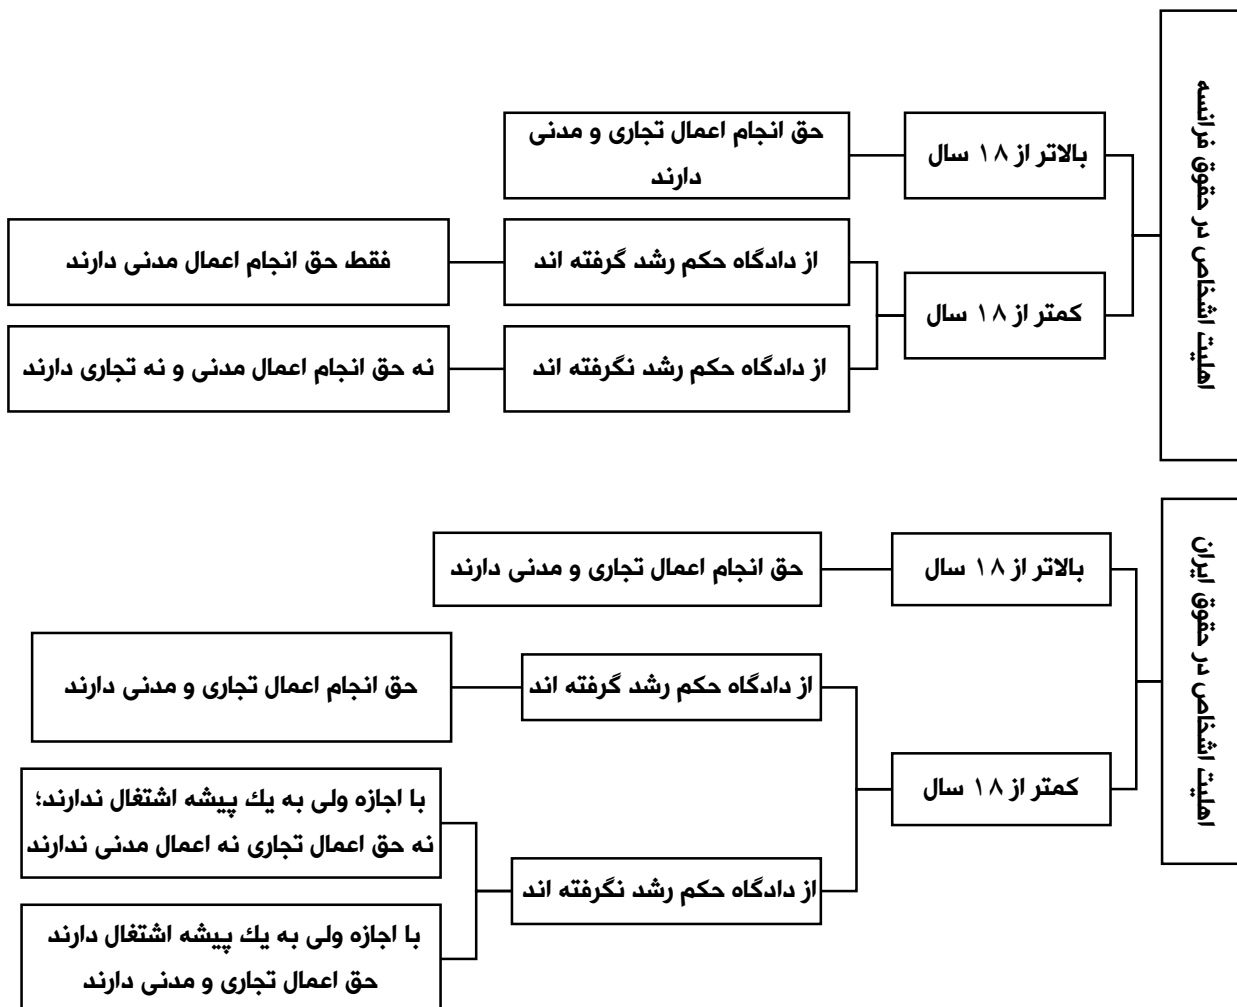 اهلیت اشخاص در حقوق فرانسه
بالاتر از ۱۸ سال
حق انجام اعمال تجاری و مدنی
دارند
کمتر از ۱۸ سال
از دادگاه حکم رشد گرفته اند
فقط حق انجام اعمال مدنی دارند
از دادگاه حکم رشد نگرفته اند
نه حق انجام اعمال مدنی و نه تجاری دارند
اهلیت اشخاص در حقوق ایران
بالاتر از ۱۸ سال
حق انجام اعمال تجاری و مدنی دارند
کمتر از ۱۸ سال
از دادگاه حکم رشد گرفته اند
حق انجام اعمال تجاری و مدنی دارند
از دادگاه حکم رشد نگرفته اند
با اجازه ولی به یك پیشه اشتغال ندارند؛
نه حق اعمال تجاری نه اعمال مدنی ندارند
با اجازه ولی به یك پیشه اشتغال دارند
حق اعمال تجاری و مدنی دارند